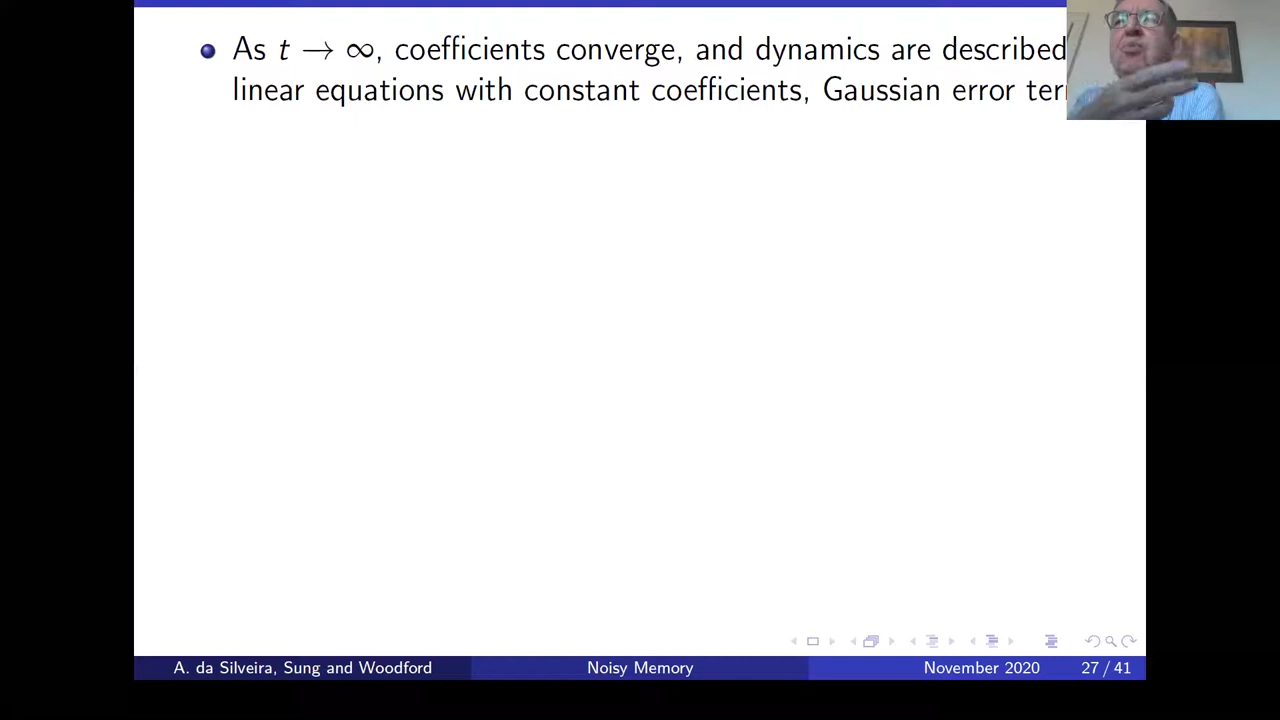 As t → ∞, coefficients converge, and dynamics are described
linear equations with constant coefficients, Gaussian error
A. da Silveira, Sung and Woodford Noisy Memory November 2020 27 / 41